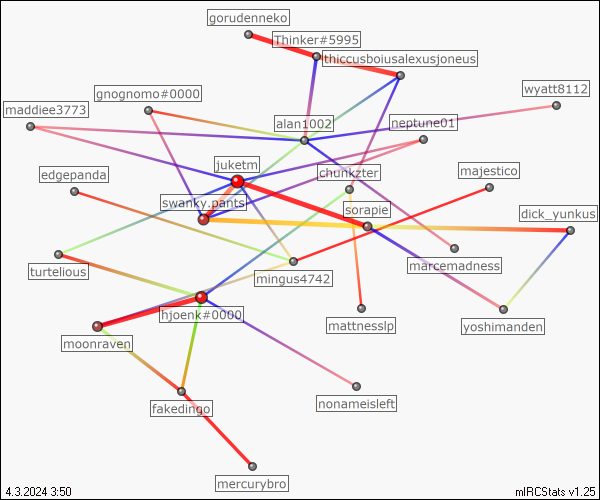 gorudenneko
Thinker#5995
thiccusboiusalexusjoneus
gnognomo#0000
wyatt8112
maddiee3773
alan1002
neptune01
juketm
chunkzter
majestico
edgepanda
swanky.pants
sorapie
dick_yunkus
turtelious
mingus4742
marcemadness
hjoenk#0000
mattnesslp
yoshimanden
moonraven
nonameisleft
fakedingo
mercurybro
4.3.2024 3:50
mIRCStats v1.25